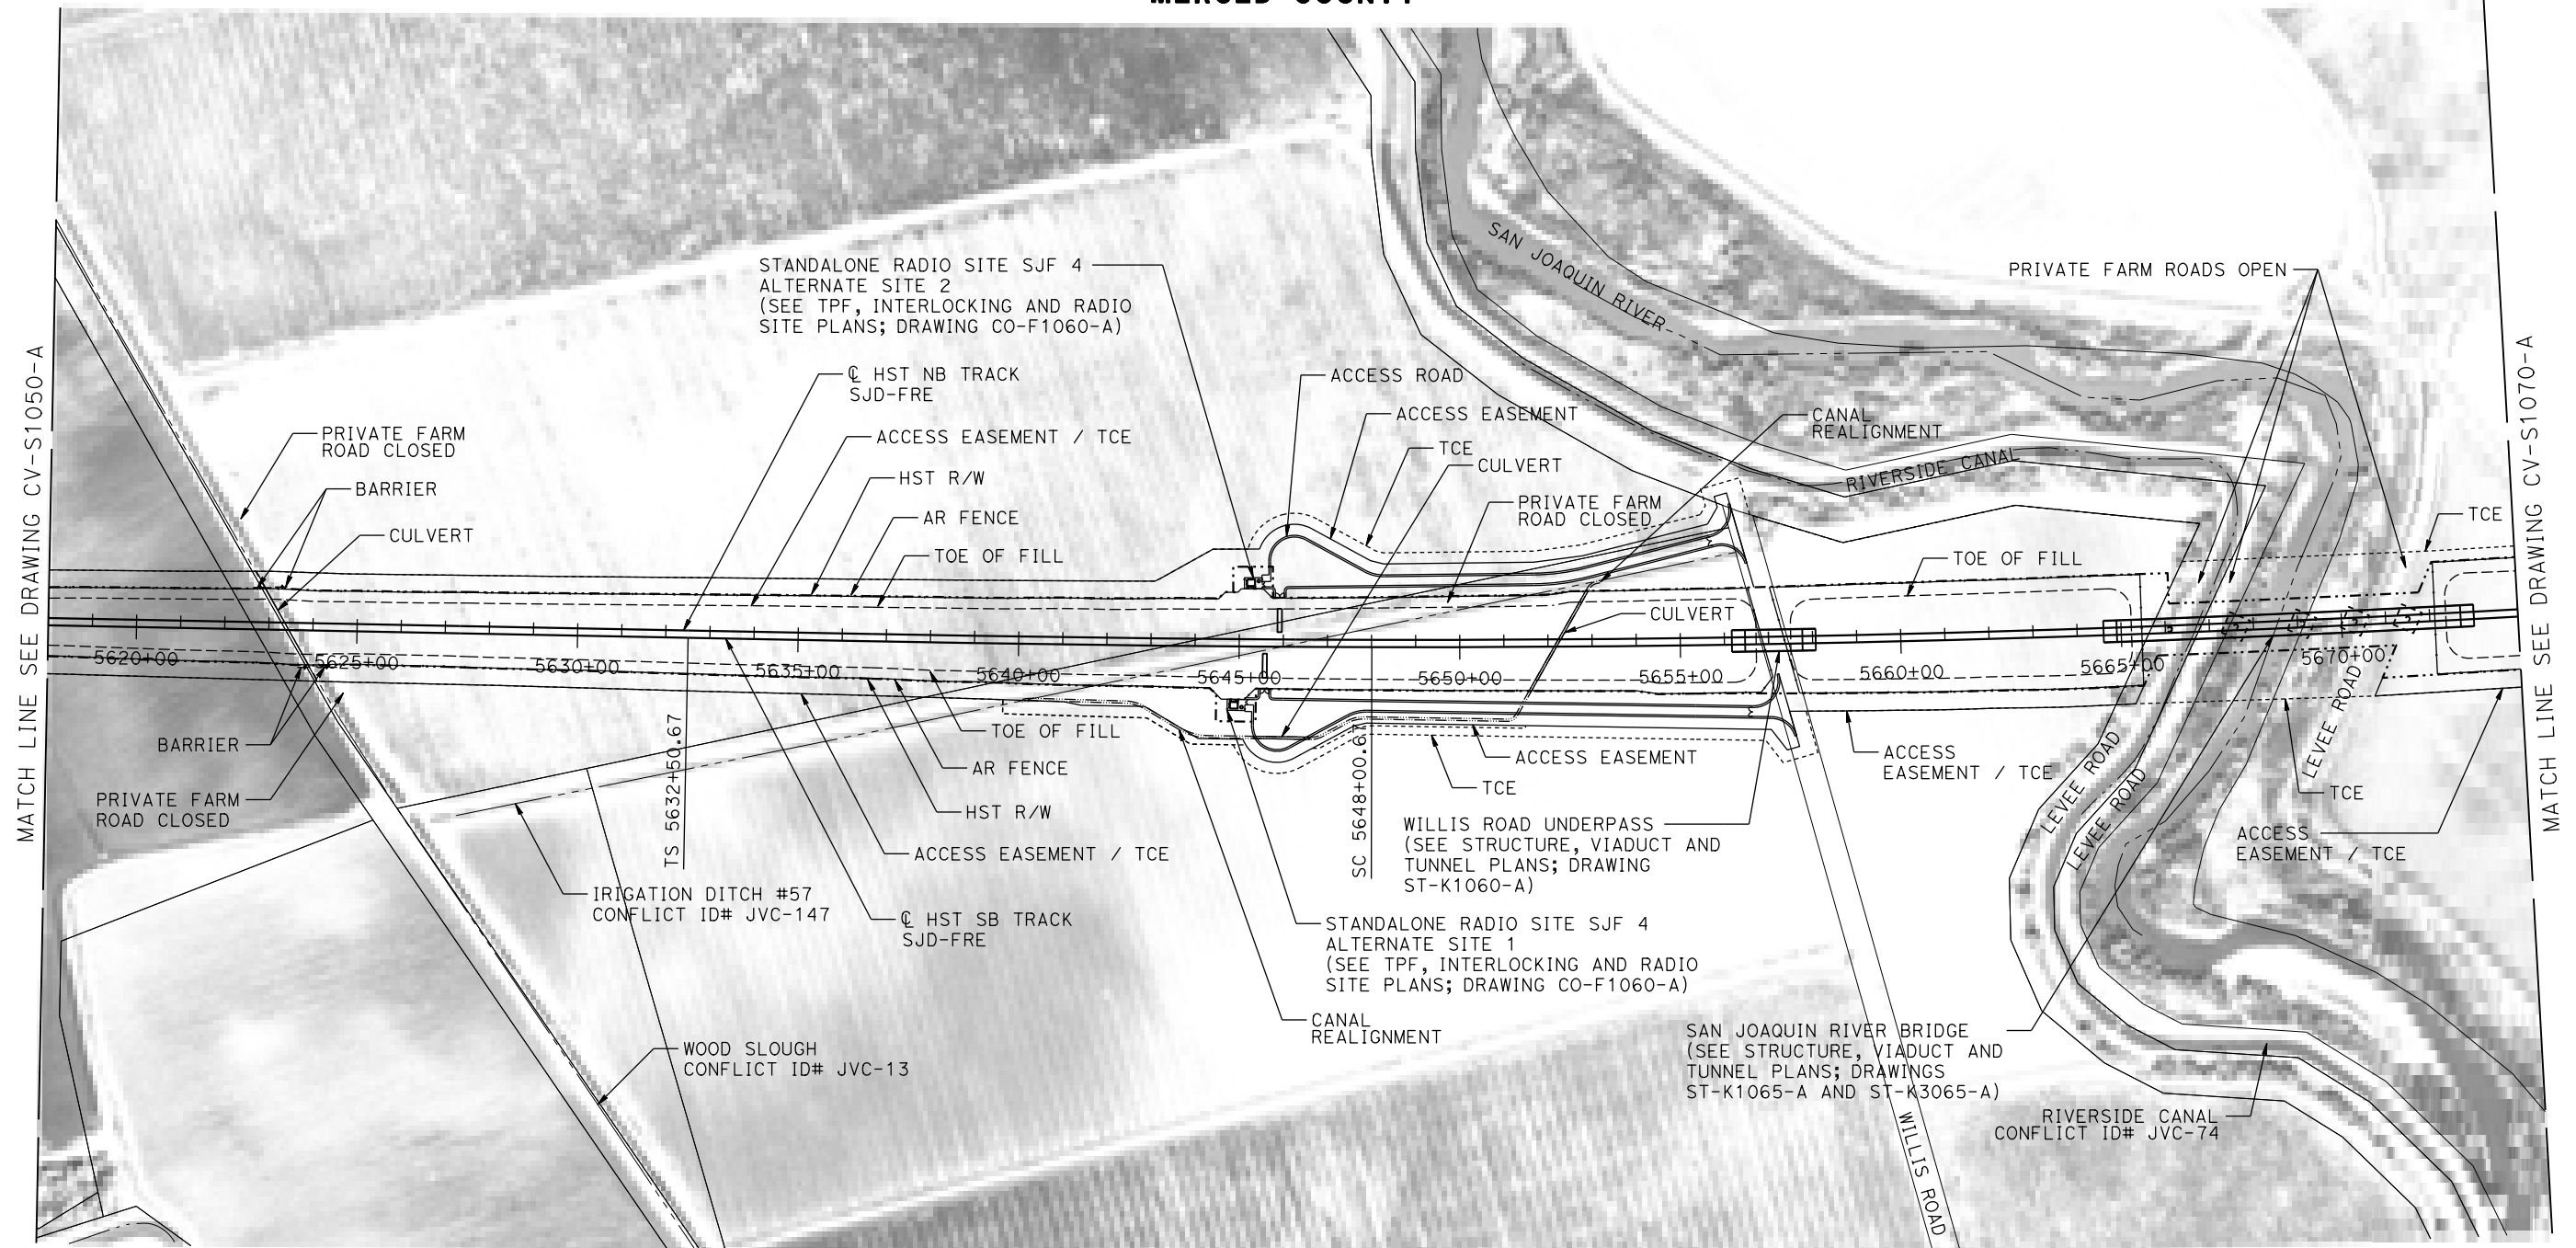 MERCED COUNTY
STANDALONE RADIO SITE SJF 4
ALTERNATE SITE 2
(SEE TPF, INTERLOCKING AND RADIO
SITE PLANS; DRAWING CO-F1060-A)
SAN JOAQUIN RIVER
PRIVATE FARM ROADS OPEN
℄ HST NB TRACK
SJD-FRE
ACCESS ROAD
ACCESS EASEMENT
CANAL
REALIGNMENT
PRIVATE FARM
ROAD CLOSED
ACCESS EASEMENT / TCE
TCE
CULVERT
RIVERSIDE CANAL
BARRIER
HST R/W
PRIVATE FARM
ROAD CLOSED
AR FENCE
TCE
CULVERT
TOE OF FILL
TOE OF FILL
CULVERT
MATCH LINE SEE DRAWING CV-S1050-A
MATCH LINE SEE DRAWING CV-S1070-A
5620+00
5625+00
5630+00
5635+00
5640+00
5645+00
5650+00
5655+00
5660+00
5665+00
5670+00
TS 5632+50.67
SC 5648+00.67
BARRIER
TOE OF FILL
AR FENCE
ACCESS EASEMENT
ACCESS
EASEMENT / TCE
LEVEE ROAD
LEVEE ROAD
LEVEE ROAD
TCE
TCE
PRIVATE FARM
ROAD CLOSED
HST R/W
WILLIS ROAD UNDERPASS
(SEE STRUCTURE, VIADUCT AND
TUNNEL PLANS; DRAWING
ST-K1060-A)
ACCESS
EASEMENT / TCE
ACCESS EASEMENT / TCE
IRIGATION DITCH #57
CONFLICT ID# JVC-147
℄ HST SB TRACK
SJD-FRE
STANDALONE RADIO SITE SJF 4
ALTERNATE SITE 1
(SEE TPF, INTERLOCKING AND RADIO
SITE PLANS; DRAWING CO-F1060-A)
CANAL
REALIGNMENT
SAN JOAQUIN RIVER BRIDGE
(SEE STRUCTURE, VIADUCT AND
TUNNEL PLANS; DRAWINGS
ST-K1065-A AND ST-K3065-A)
WOOD SLOUGH
CONFLICT ID# JVC-13
RIVERSIDE CANAL
CONFLICT ID# JVC-74
WILLIS ROAD